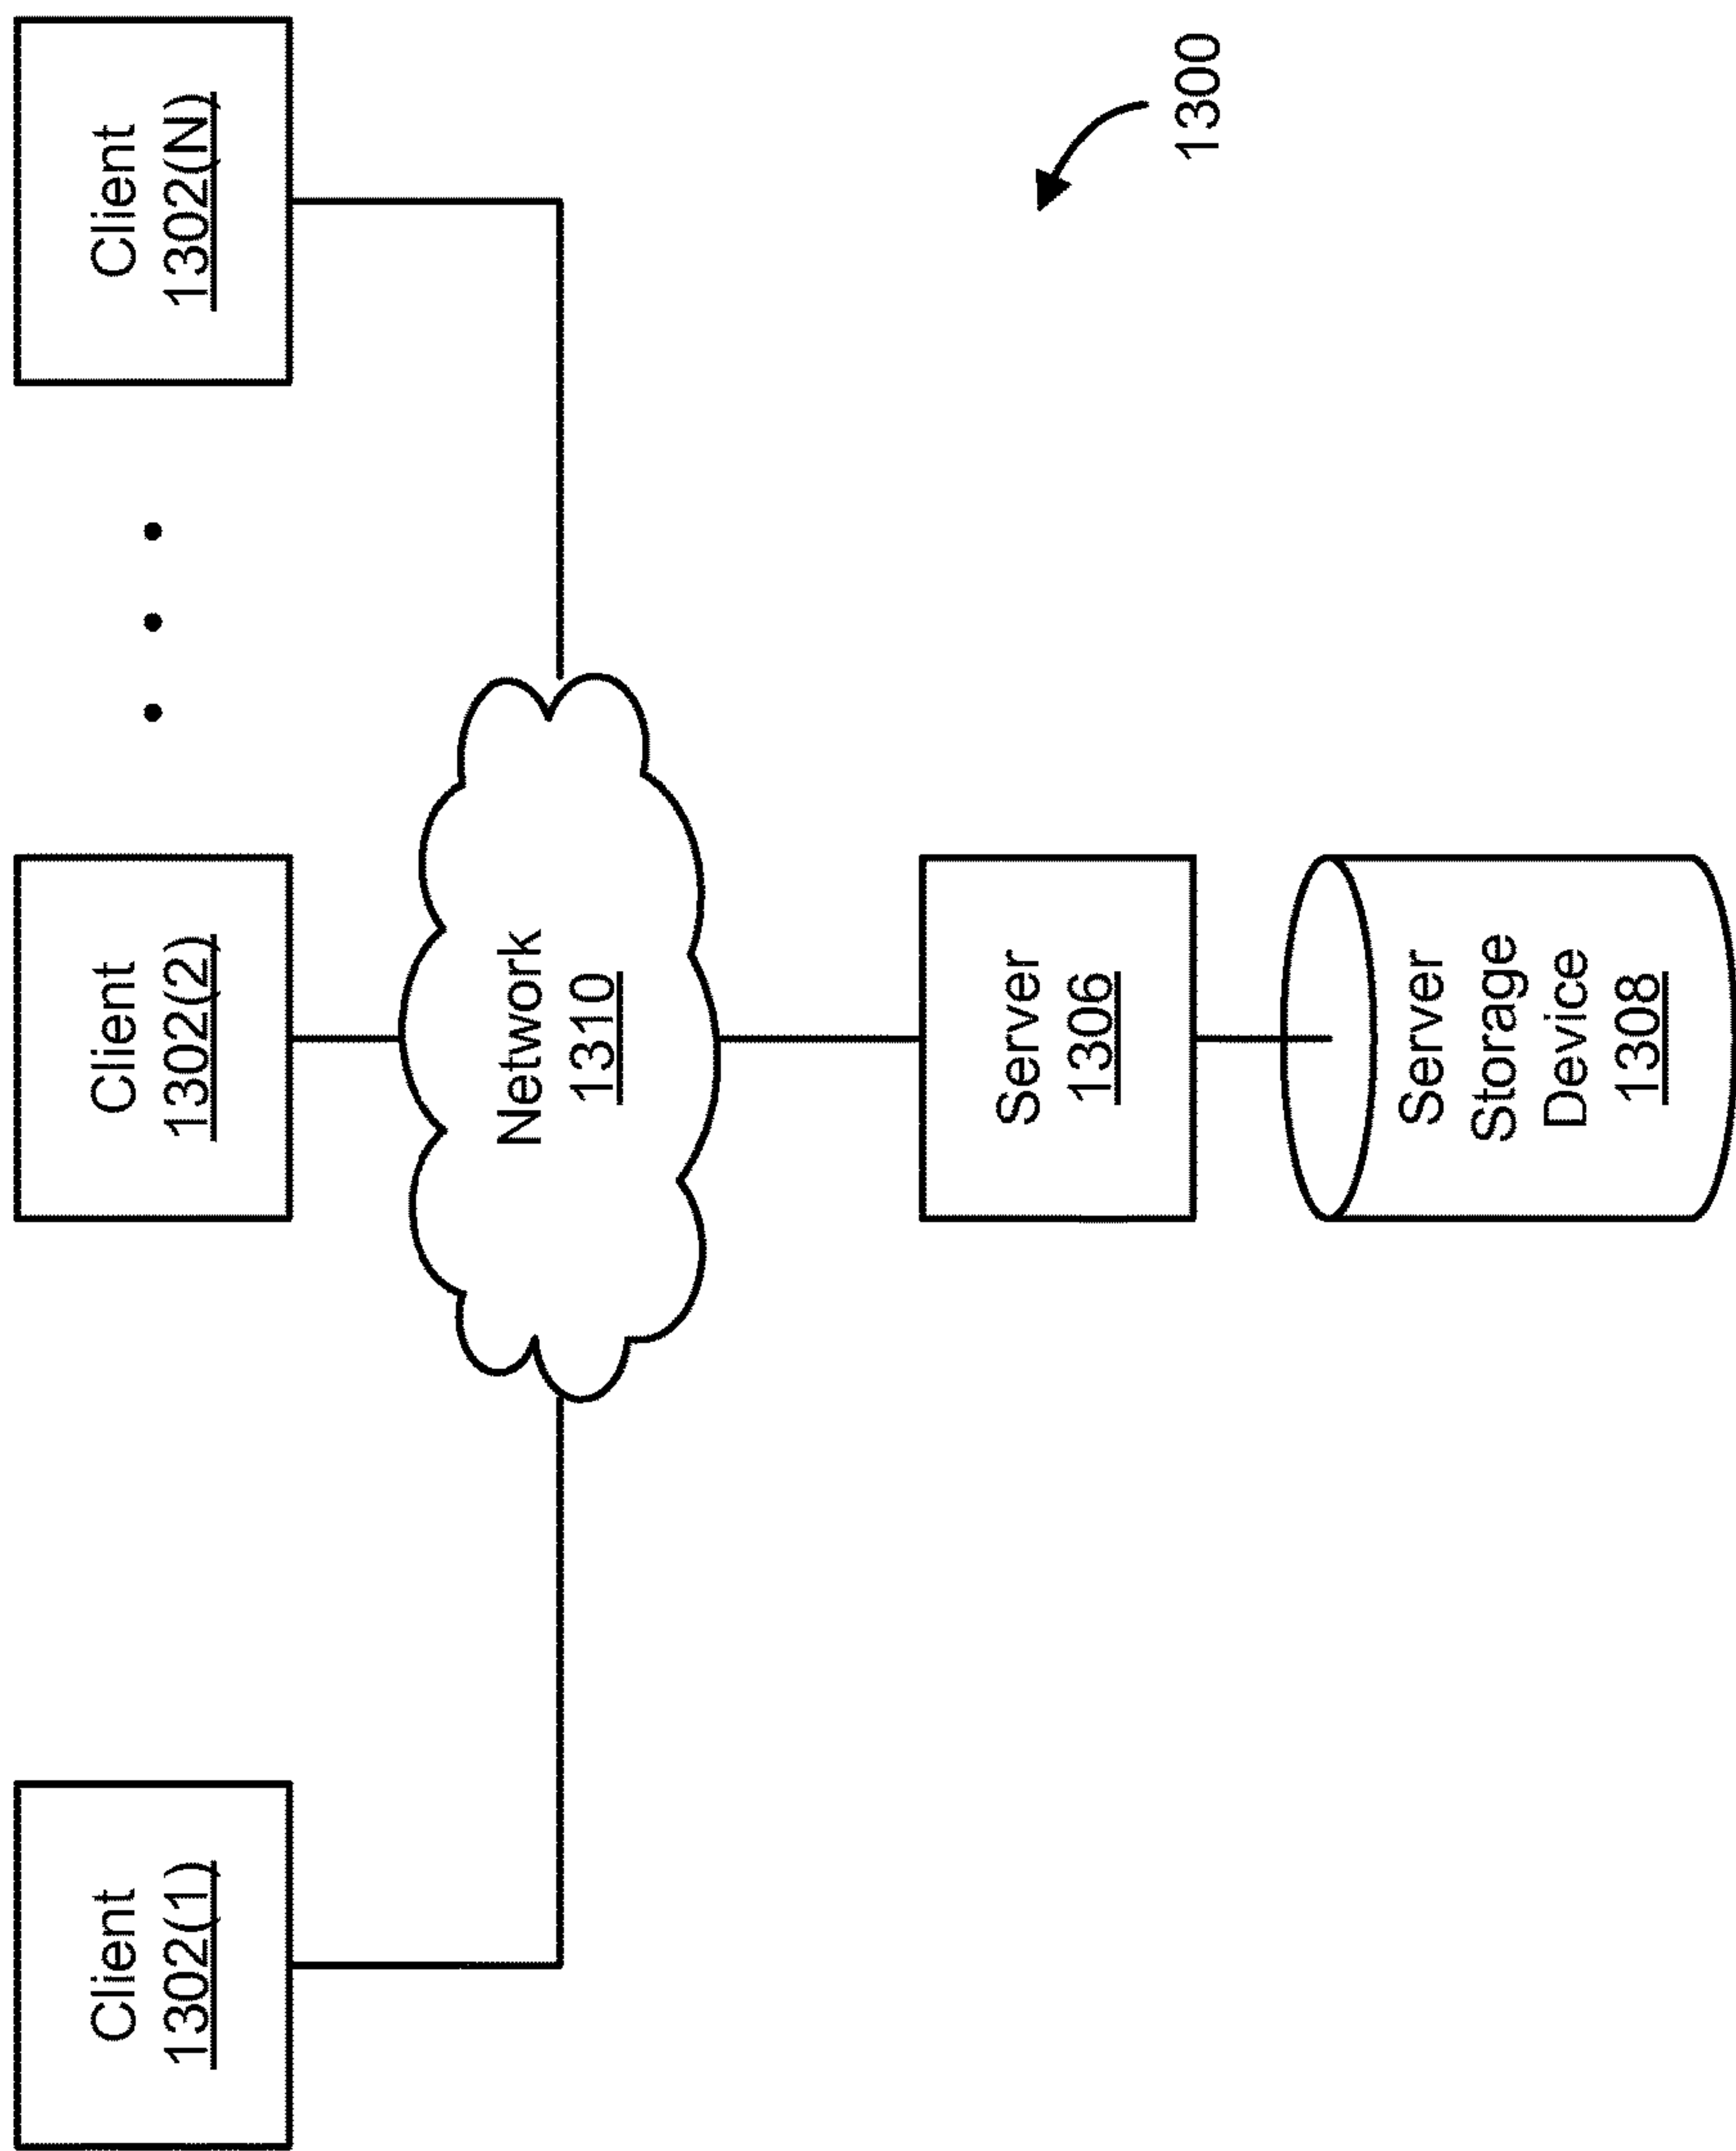 Client
1302(1)
Client
1302(2)
Client
1302(N)
Network
1310
Server
1306
1300
Server
Storage
Device
1308